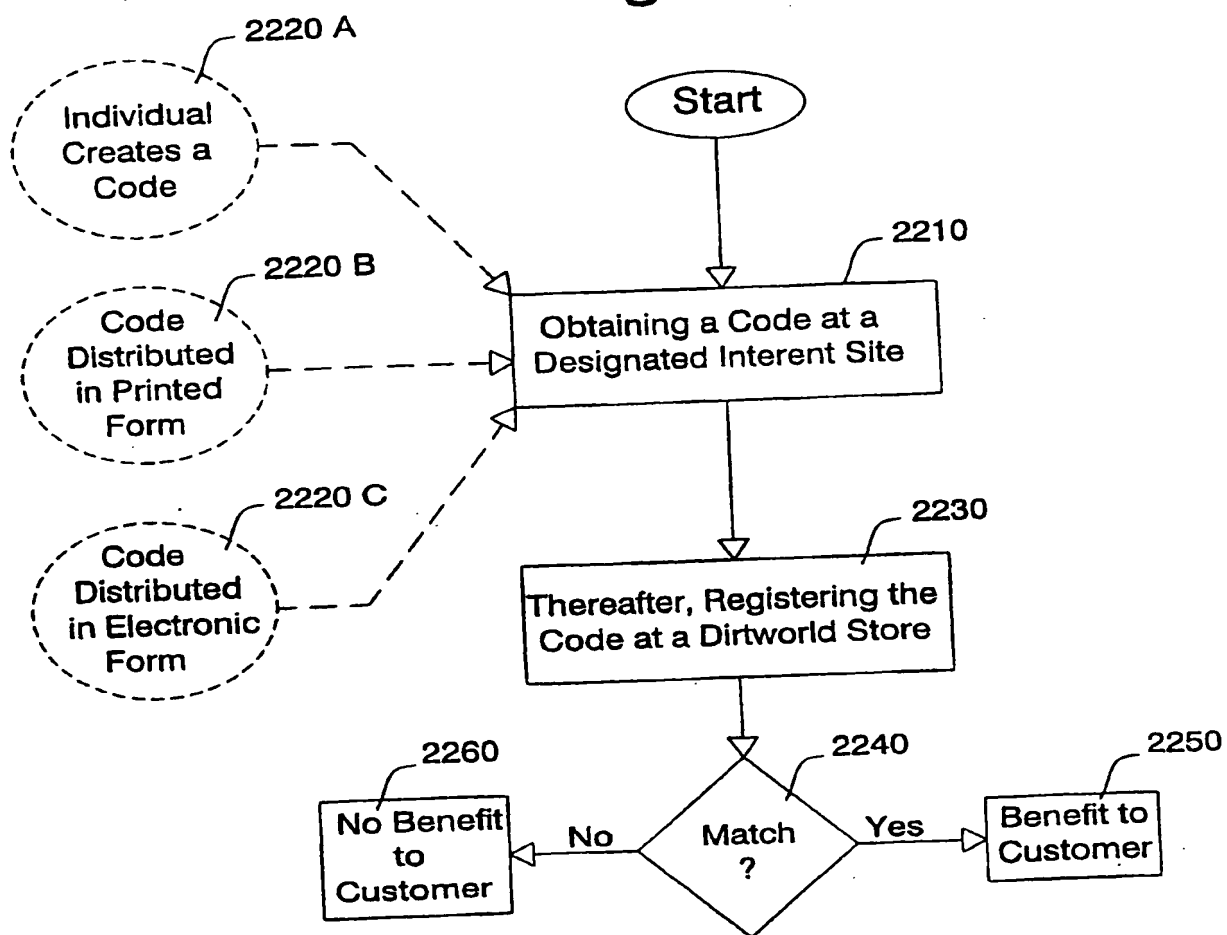 2220 A
Individual
Creates a
Code
Start
2210
2220 B
Code
Distributed
in Printed
Form
Obtaining a Code at a
Designated Interent Site
2220 C
Code
Distributed
in Electronic
Form
2230
Thereafter, Registering the
Code at a Dirtworld Store
2260
No Benefit
to
Customer
No
2240
Match
?
Yes
2250
Benefit to
Customer